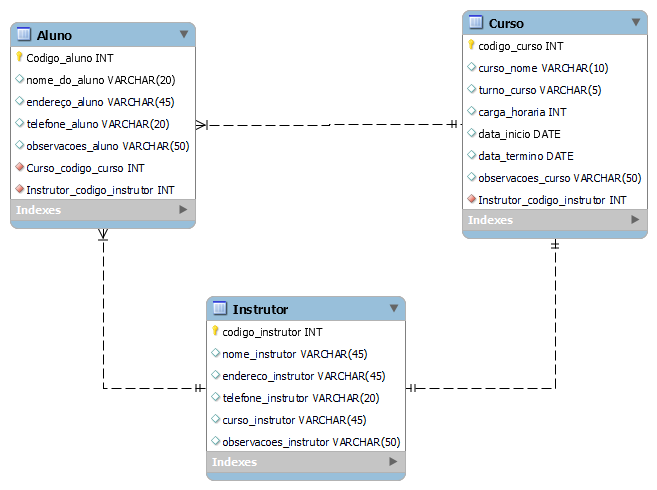 Aluno
Codigo_aluno INT
nome_do_aluno VARCHAR(20)
endereço_aluno VARCHAR(45)
telefone_aluno VARCHAR(20)
observacoes_aluno VARCHAR(50)
Curso_codigo_curso INT
Instrutor_codigo_instrutor INT
Indexes
Curso
codigo_curso INT
curso_nome VARCHAR(10)
turno_curso VARCHAR(5)
carga_horaria INT
data_inicio DATE
data_termino DATE
observacoes_curso VARCHAR(50)
Instrutor_codigo_instrutor INT
Indexes
Instrutor
codigo_instrutor INT
nome_instrutor VARCHAR(45)
endereco_instrutor VARCHAR(45)
telefone_instrutor VARCHAR(20)
curso_instrutor VARCHAR(45)
observacoes_instrutor VARCHAR(50)
Indexes